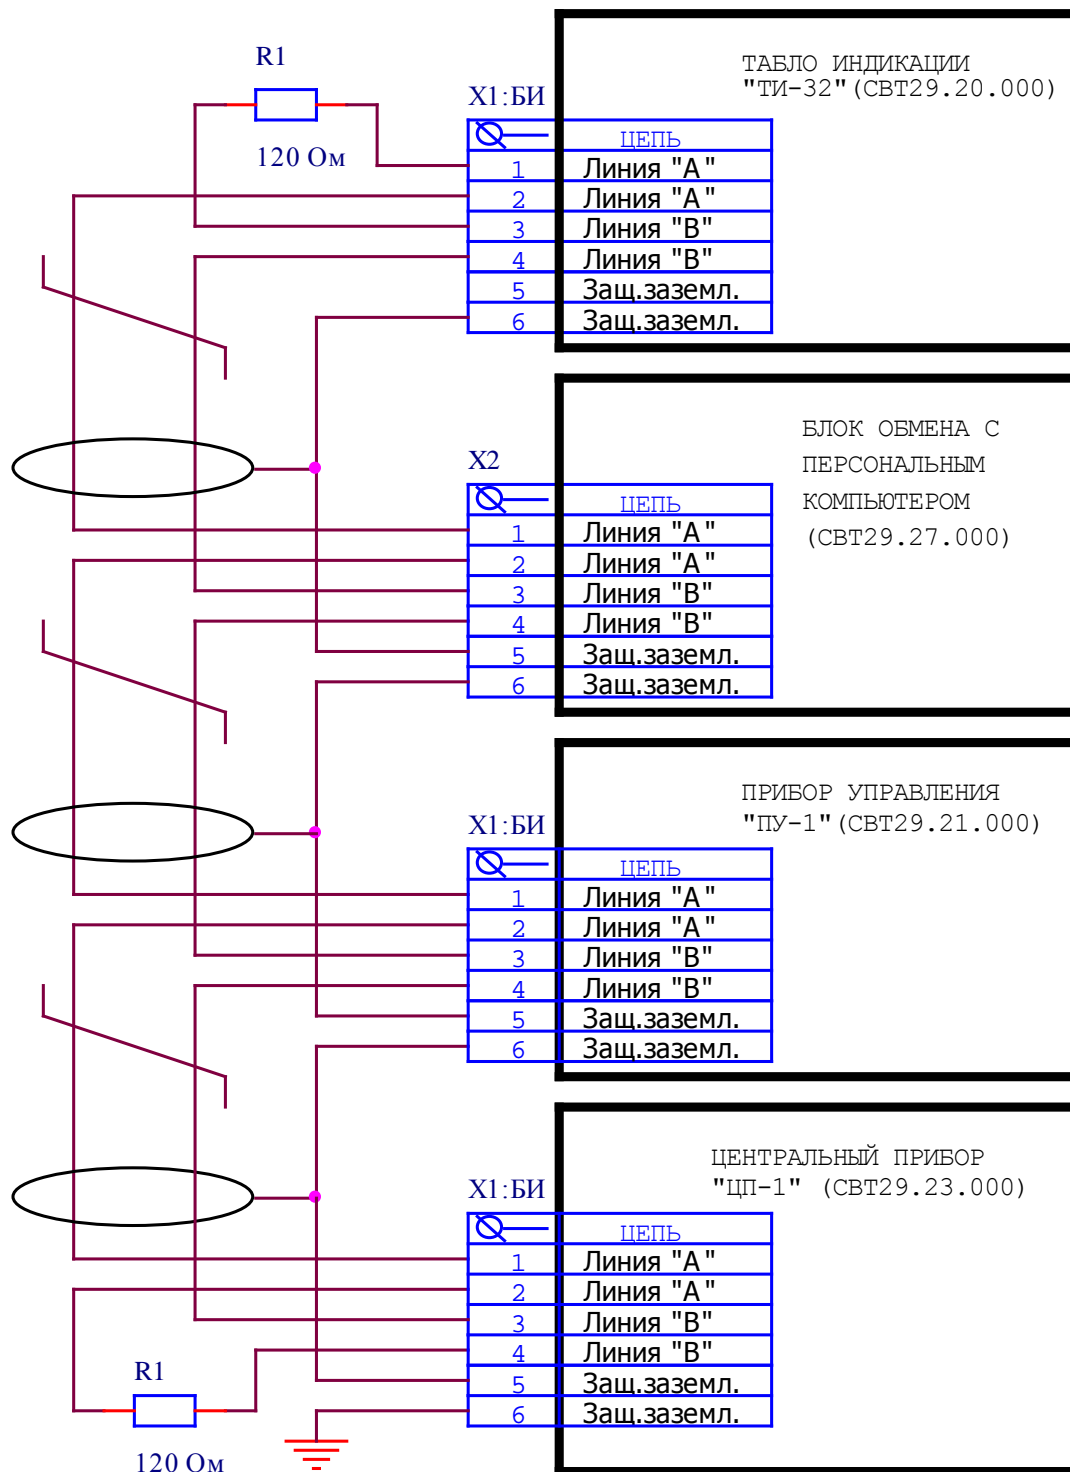 R1
120 Ом
X1:БИ
ТАБЛО ИНДИКАЦИИ
"ТИ-32"(СВТ29.20.000)
ЦЕПЬ
1 Линия "А"
2 Линия "А"
3 Линия "В"
4 Линия "В"
5 Защ.заземл.
6 Защ.заземл.
X2
БЛОК ОБМЕНА С
ПЕРСОНАЛЬНЫМ
КОМПЬЮТЕРОМ
(СВТ29.27.000)
ЦЕПЬ
1 Линия "А"
2 Линия "А"
3 Линия "В"
4 Линия "В"
5 Защ.заземл.
6 Защ.заземл.
X1:БИ
ПРИБОР УПРАВЛЕНИЯ
"ПУ-1"(СВТ29.21.000)
ЦЕПЬ
1 Линия "А"
2 Линия "А"
3 Линия "В"
4 Линия "В"
5 Защ.заземл.
6 Защ.заземл.
X1:БИ
ЦЕНТРАЛЬНЫЙ ПРИБОР
"ЦП-1" (СВТ29.23.000)
ЦЕПЬ
1 Линия "А"
2 Линия "А"
3 Линия "В"
4 Линия "В"
5 Защ.заземл.
6 Защ.заземл.
R1
120 Ом